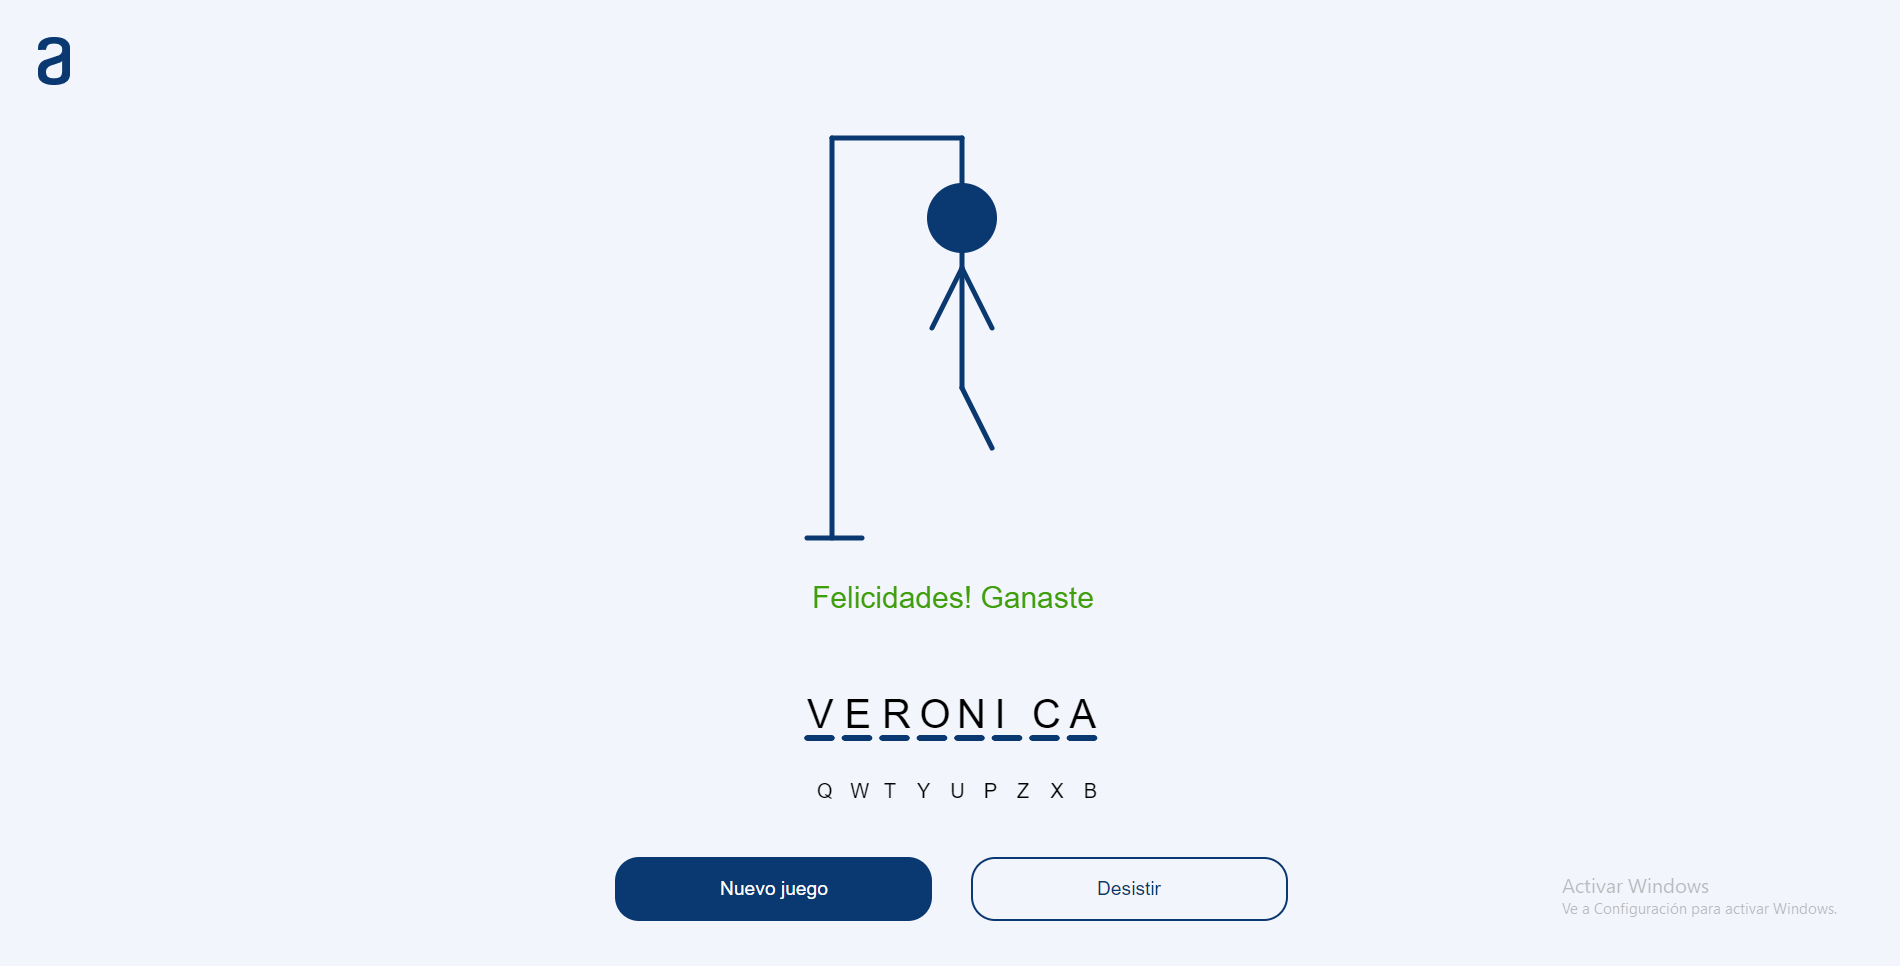 a
Felicidades! Ganaste
V E R O N I C A
Q W T Y U P Z X B
Nuevo juego
Desistir
Activar Windows
Ve a Configuración para activar Windows.